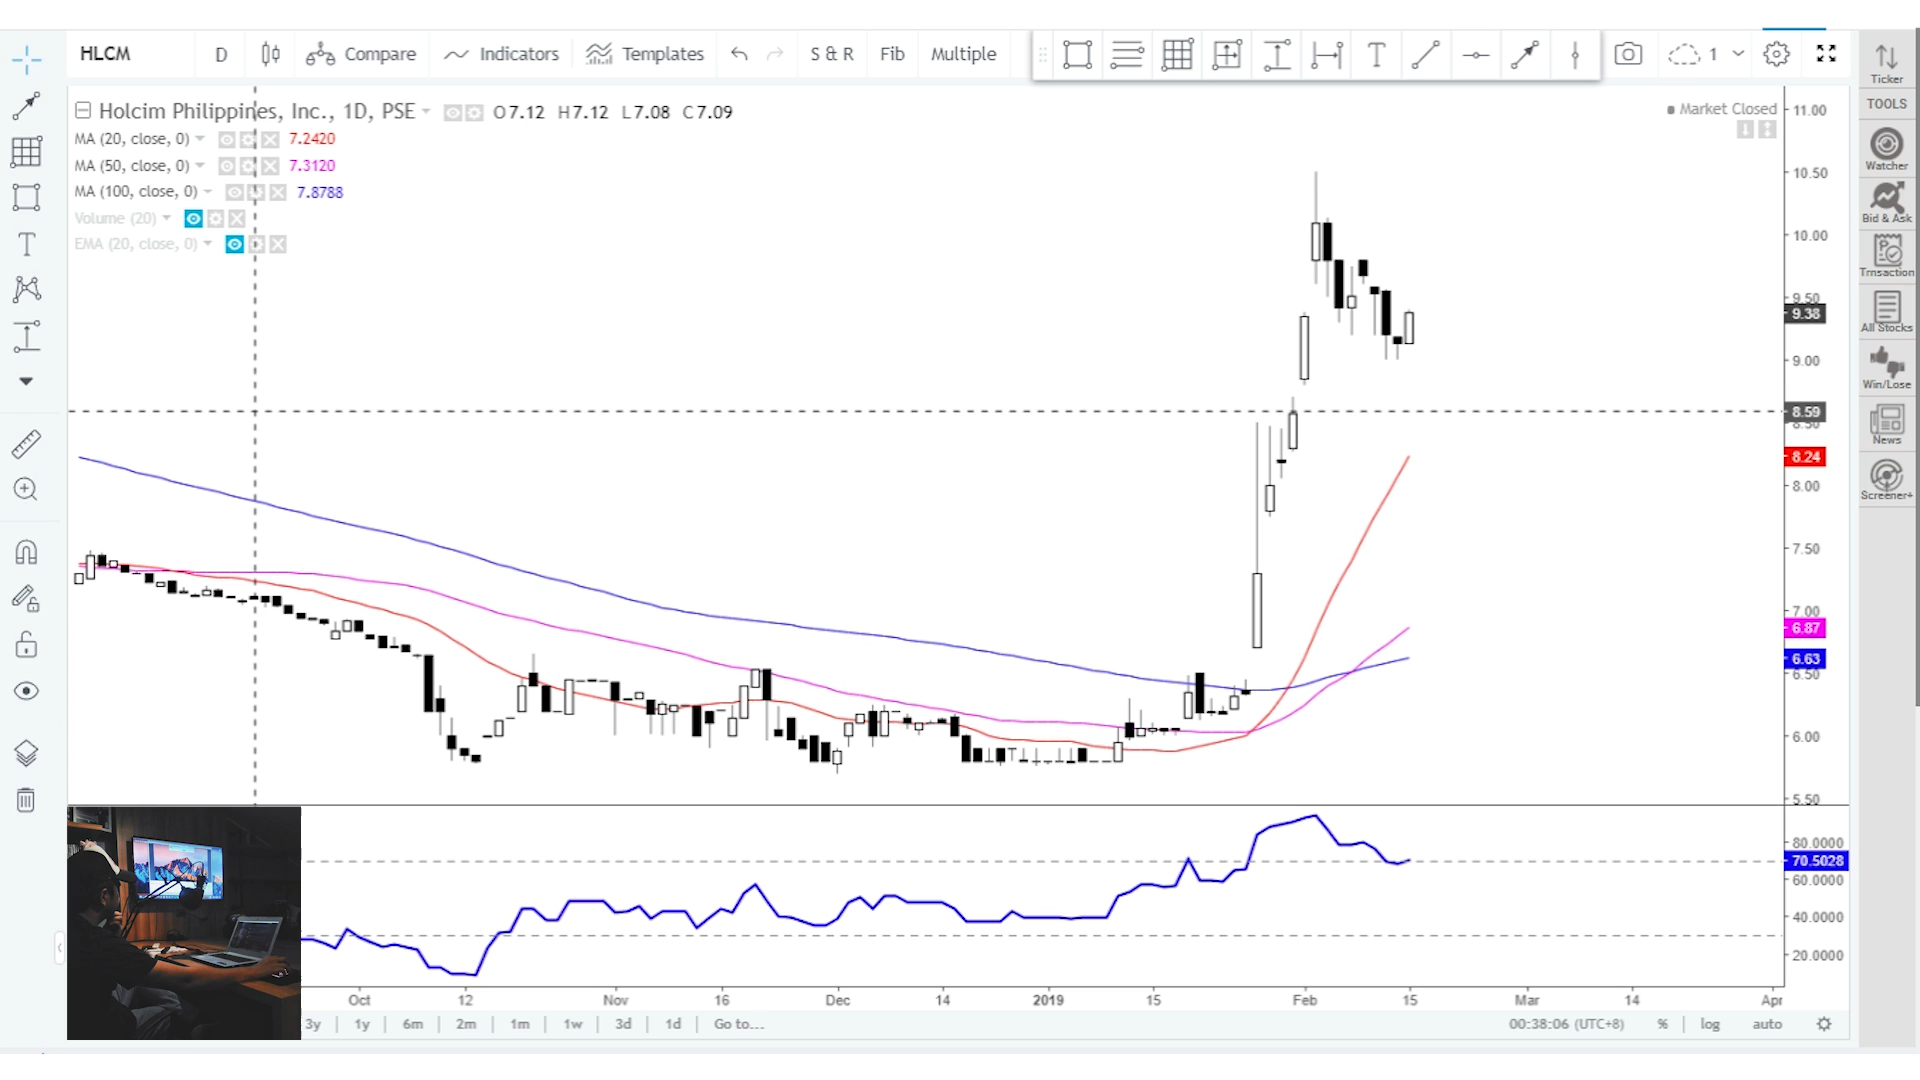 HLCM D Compare Indicators Templates S & R Fib Multiple T 1
Ticker
TOOLS
Watcher
Bid & Ask
Trnsaction
All Stocks
Win/Lose
News
Screener+
Holcim Philippines, Inc., 1D, PSE O7.12 H7.12 L7.08 C7.09
Market Closed
MA (20, close, 0) 7.2420
MA (50, close, 0) 7.3120
MA (100, close, 0) 7.8788
Volume (20)
EMA (20, close, 0)
11.00
10.50
10.00
9.50
9.38
9.00
8.59
8.50
8.24
8.00
7.50
7.00
6.87
6.63
6.50
6.00
5.50
80.0000
70.5028
60.0000
40.0000
20.0000
Oct 12 Nov 16 Dec 14 2019 15 Feb 15 Mar 14 Apr
3y 1y 6m 2m 1m 1w 3d 1d Go to... 00:38:06 (UTC+8) % log auto